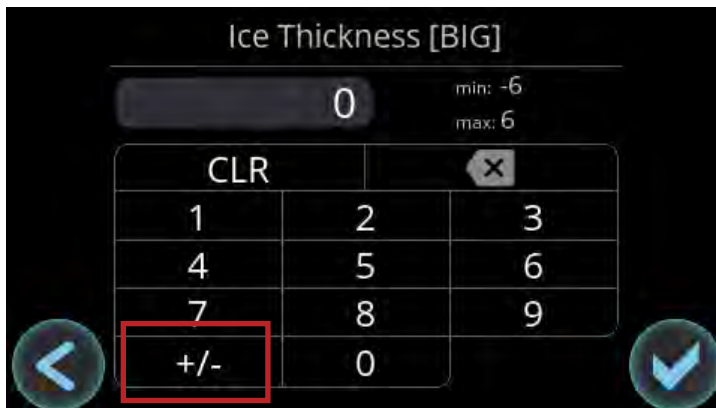 Ice Thickness [BIG]
0 min: -6
max: 6
CLR
1 2 3
4 5 6
7 8 9
+/- 0